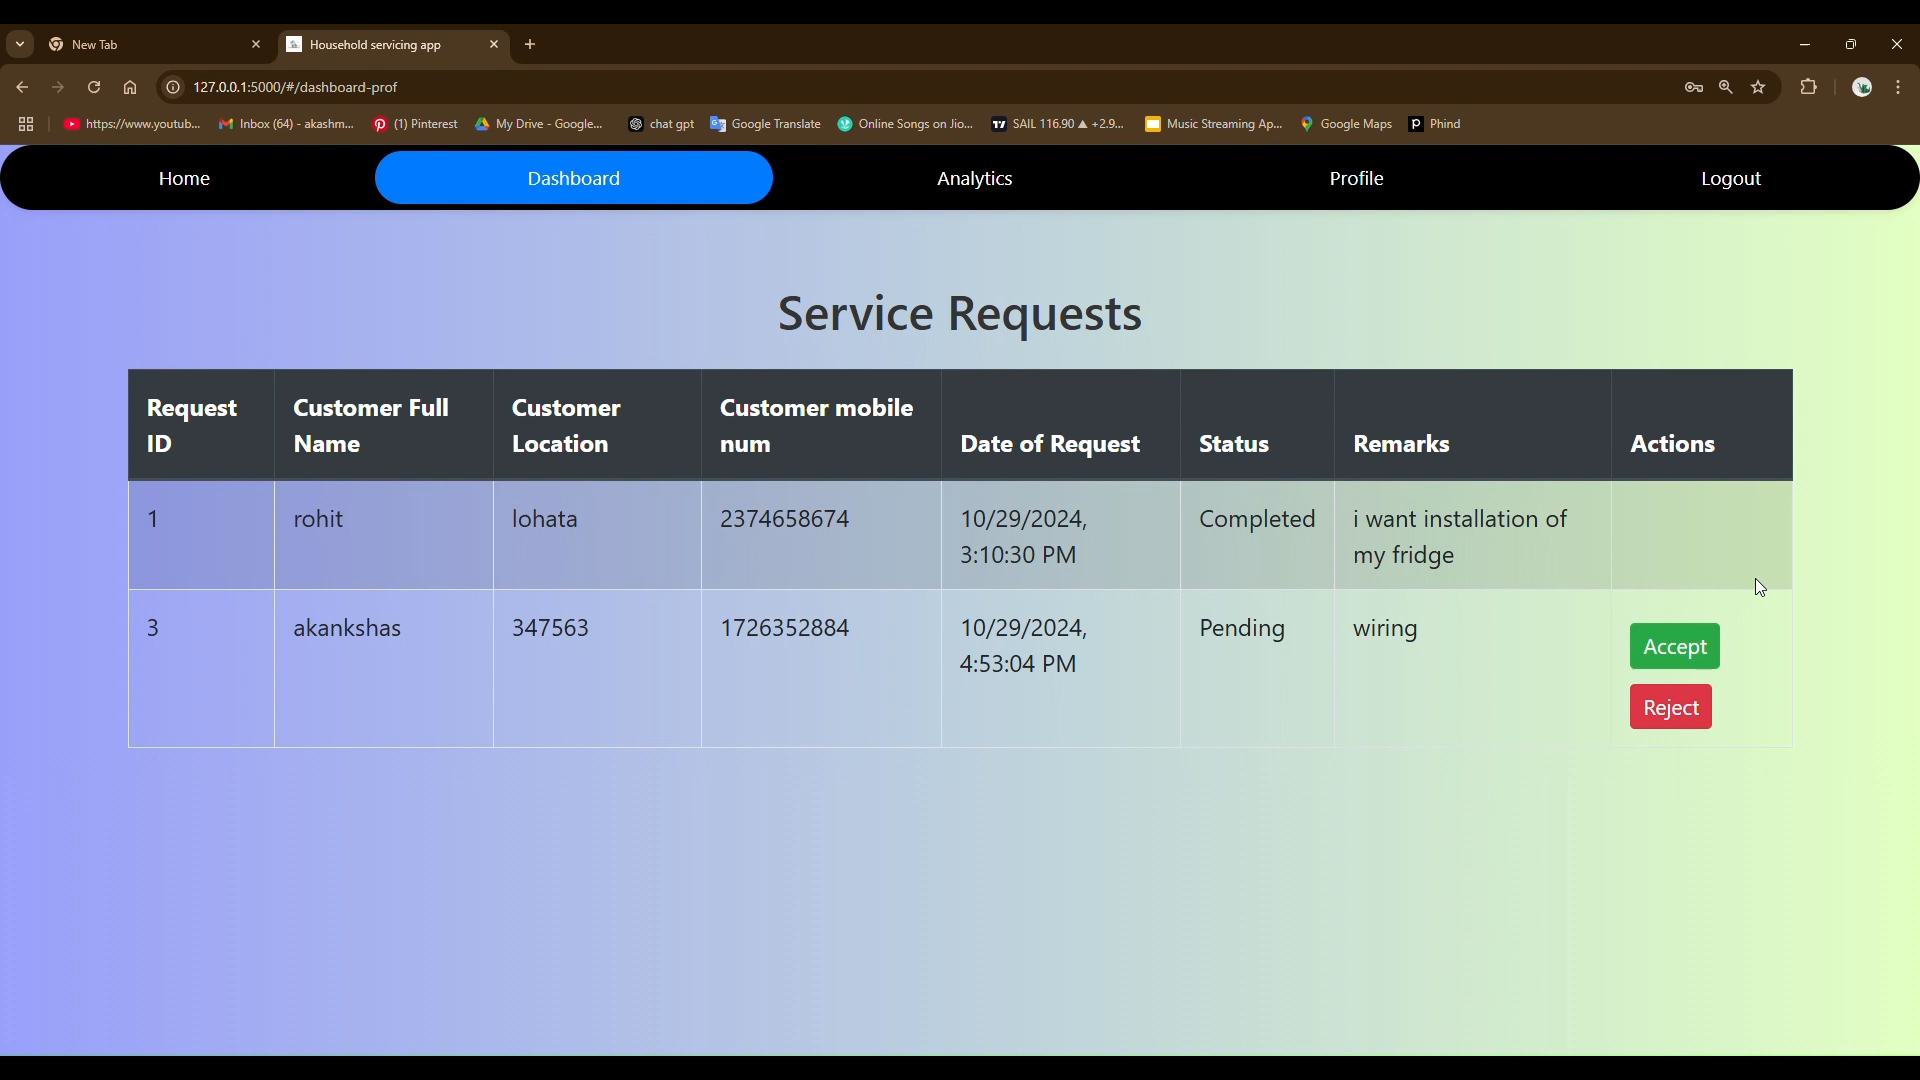 New Tab
Household servicing app
127.0.0.1:5000/#/dashboard-prof
https://www.youtub... Inbox (64) - akashm... (1) Pinterest My Drive - Google... chat gpt Google Translate Online Songs on Jio... SAIL 116.90 ▲ +2.9... Music Streaming Ap... Google Maps Phind
Home Dashboard Analytics Profile Logout
Service Requests
Request ID Customer Full Name Customer Location Customer mobile num Date of Request Status Remarks Actions
1 rohit lohata 2374658674 10/29/2024, Completed i want installation of
3:10:30 PM my fridge
3 akankshas 347563 1726352884 10/29/2024, Pending wiring Accept
4:53:04 PM
Reject